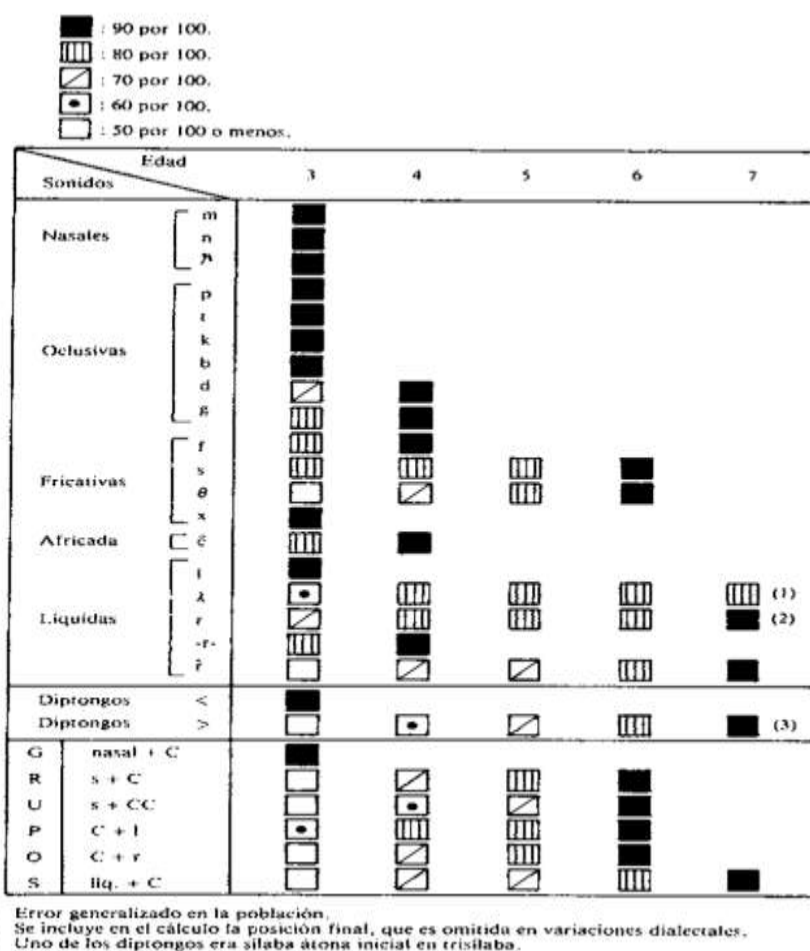 : 90 por 100.
: 80 por 100.
: 70 por 100.
: 60 por 100.
: 50 por 100 o menos.
Edad
Sonidos 3 4 5 6 7
Nasales m
n
ɲ
Oclusivas p
t
k
b
d
g
Fricativas f
s
θ
x
Africada č
Líquidas l
λ (1)
r (2)
-r-
r̄
Diptongos <
Diptongos > (3)
G nasal + C
R s + C
U s + CC
P C + l
O C + r
S liq. + C
Error generalizado en la población.
Se incluye en el cálculo la posición final, que es omitida en variaciones dialectales.
Uno de los diptongos era sílaba átona inicial en trisílaba.